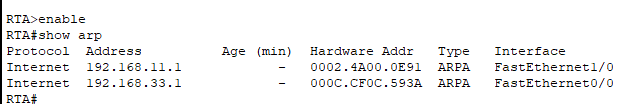 RTA>enable
RTA#show arp
Protocol  Address          Age (min)  Hardware Addr   Type   Interface
Internet  192.168.11.1            -   0002.4A00.0E91  ARPA   FastEthernet1/0
Internet  192.168.33.1            -   000C.CF0C.593A  ARPA   FastEthernet0/0
RTA#